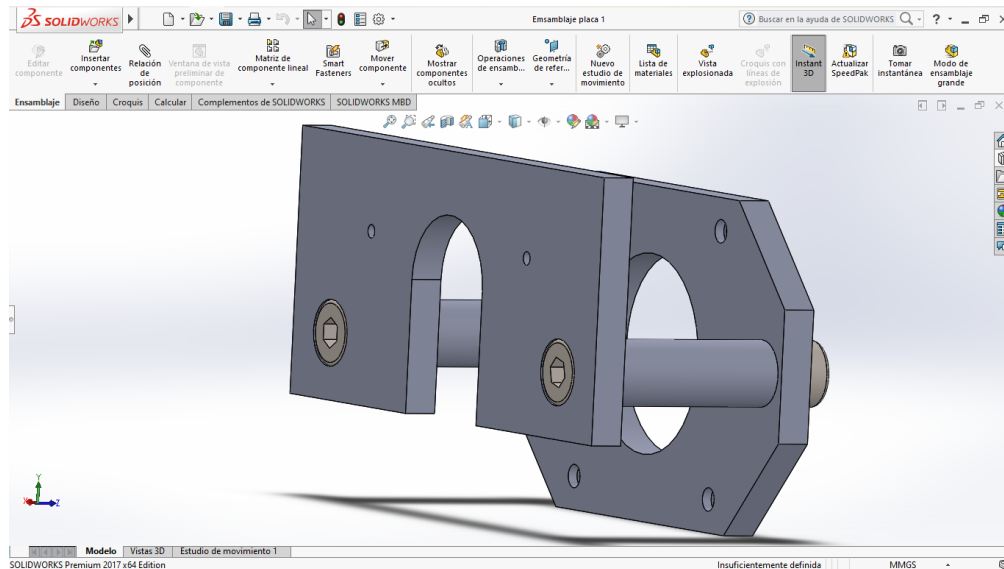 SOLIDWORKS
Emsamblaje placa 1
Buscar en la ayuda de SOLIDWORKS
?
Editar componente
Insertar componentes
Relación de posición
Ventana de vista preliminar de componente
Matriz de componente lineal
Smart Fasteners
Mover componente
Mostrar componentes ocultos
Operaciones de ensamb...
Geometría de refer...
Nuevo estudio de movimiento
Lista de materiales
Vista explosionada
Croquis con líneas de explosión
Instant 3D
Actualizar SpeedPak
Tomar instantánea
Modo de ensamblaje grande
Ensamblaje Diseño Croquis Calcular Complementos de SOLIDWORKS SOLIDWORKS MBD
Y
X
Z
Modelo Vistas 3D Estudio de movimiento 1
SOLIDWORKS Premium 2017 x64 Edition Insuficientemente definida MMGS